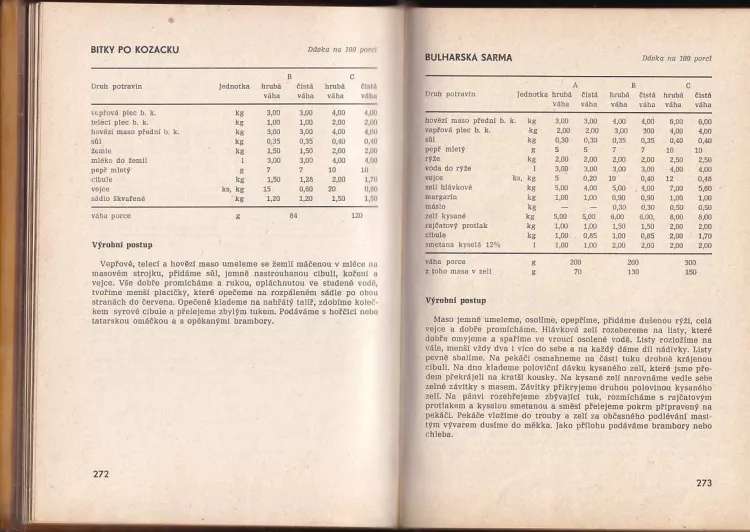 BITKY PO KOZÁCKU
Dávka na 100 porcí
B C
Druh potravin Jednotka hrubá čistá hrubá čistá
váha váha váha váha
vepřová plec b. k. kg 3,00 3,00 4,00 4,00
telecí plec b. k. kg 1,00 1,00 2,00 2,00
hovězí maso přední b. k. kg 3,00 3,00 4,00 4,00
sůl kg 0,35 0,35 0,40 0,40
žemle kg 1,50 1,50 2,00 2,00
mléko do žemlí l 3,00 3,00 4,00 4,00
pepř mletý g 7 7 10 10
cibule kg 1,50 1,28 2,00 1,70
vejce ks, kg 15 0,60 20 0,80
sádlo škvařené kg 1,20 1,20 1,50 1,50
váha porce g 84 120
Výrobní postup
Vepřové, telecí a hovězí maso umeleme se žemlí máčenou v mléce na
masovém strojku, přidáme sůl, jemně nastrouhanou cibuli, koření a
vejce. Vše dobře promícháme a rukou, opláchnutou ve studené vodě,
tvoříme menší placičky, které opečeme na rozpáleném sádle po obou
stranách do červena. Opečené klademe na nahřátý talíř, zdobíme koleč-
kem syrové cibule a přelejeme zbylým tukem. Podáváme s hořčicí nebo
tatarskou omáčkou a s opékanými brambory.
272
BULHARSKÁ SARMA
Dávka na 100 porcí
A B C
Druh potravin Jednotka hrubá čistá hrubá čistá hrubá čistá
váha váha váha váha váha váha
hovězí maso přední b. k. kg 3,00 3,00 4,00 4,00 6,00 6,00
vepřová plec b. k. kg 2,00 2,00 3,00 300 4,00 4,00
sůl kg 0,30 0,30 0,35 0,35 0,40 0,40
pepř mletý g 5 5 7 7 10 10
rýže kg 2,00 2,00 2,00 2,00 2,50 2,50
voda do rýže l 3,00 3,00 3,00 3,00 4,00 4,00
vejce ks, kg 5 0,20 10 0,40 12 0,48
zelí hlávkové kg 5,00 4,00 5,00 4,00 7,00 5,60
margarin kg 1,00 1,00 0,90 0,90 1,00 1,00
máslo kg — — 0,30 0,30 0,50 0,50
zelí kysané kg 5,00 5,00 6,00 6,00 8,00 8,00
rajčatový protlak kg 1,00 1,00 1,50 1,50 2,00 2,00
cibule kg 1,00 0,85 1,00 0,85 2,00 1,70
smetana kyselá 12% l 1,00 1,00 2,00 2,00 2,00 2,00
váha porce g 200 260 300
z toho masa v zelí g 70 130 150
Výrobní postup
Maso jemně umeleme, osolíme, opepříme, přidáme dušenou rýži, celá
vejce a dobře promícháme. Hlávkové zelí rozebereme na listy, které
dobře omyjeme a spaříme ve vroucí osolené vodě. Listy rozložíme na
vále, menší vždy dva i více do sebe a na každý dáme díl nádivky. Listy
pevně sbalíme. Na pekáči osmahneme na části tuku drobně krájenou
cibuli. Na dno klademe poloviční dávku kysaného zelí, které jsme pře-
dem překrájeli na kratší kousky. Na kysané zelí narovnáme vedle sebe
zelné závitky s masem. Závitky přikryjeme druhou polovinou kysaného
zelí. Na pánvi rozehřejeme zbývající tuk, rozmícháme s rajčatovým
protlakem a kyselou smetanou a směsí přelejeme pokrm připravený na
pekáči. Pekáče vložíme do trouby a zelí za občasného podlévání mast-
tým vývarem dusíme do měkka. Jako přílohu podáváme brambory nebo
chleba.
273